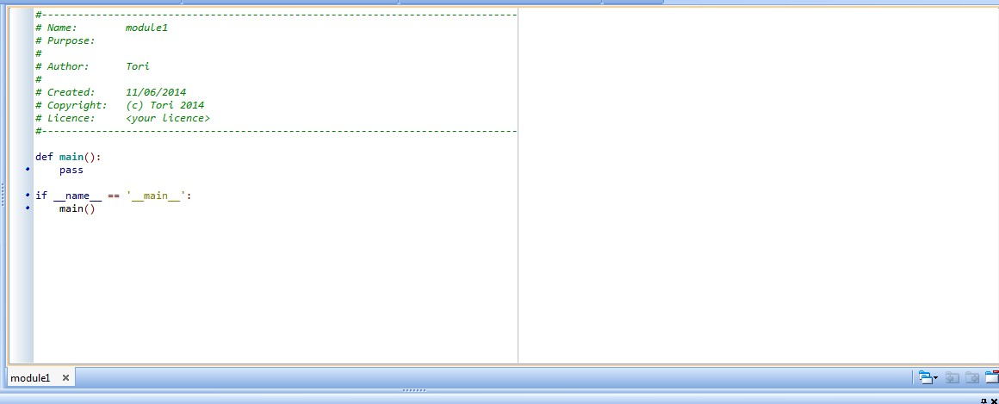 #-------------------------------------------------------------------------------
# Name:        module1
# Purpose:
#
# Author:      Tori
#
# Created:     11/06/2014
# Copyright:   (c) Tori 2014
# Licence:     <your licence>
#-------------------------------------------------------------------------------
def main():
    pass
if __name__ == '__main__':
    main()
module1